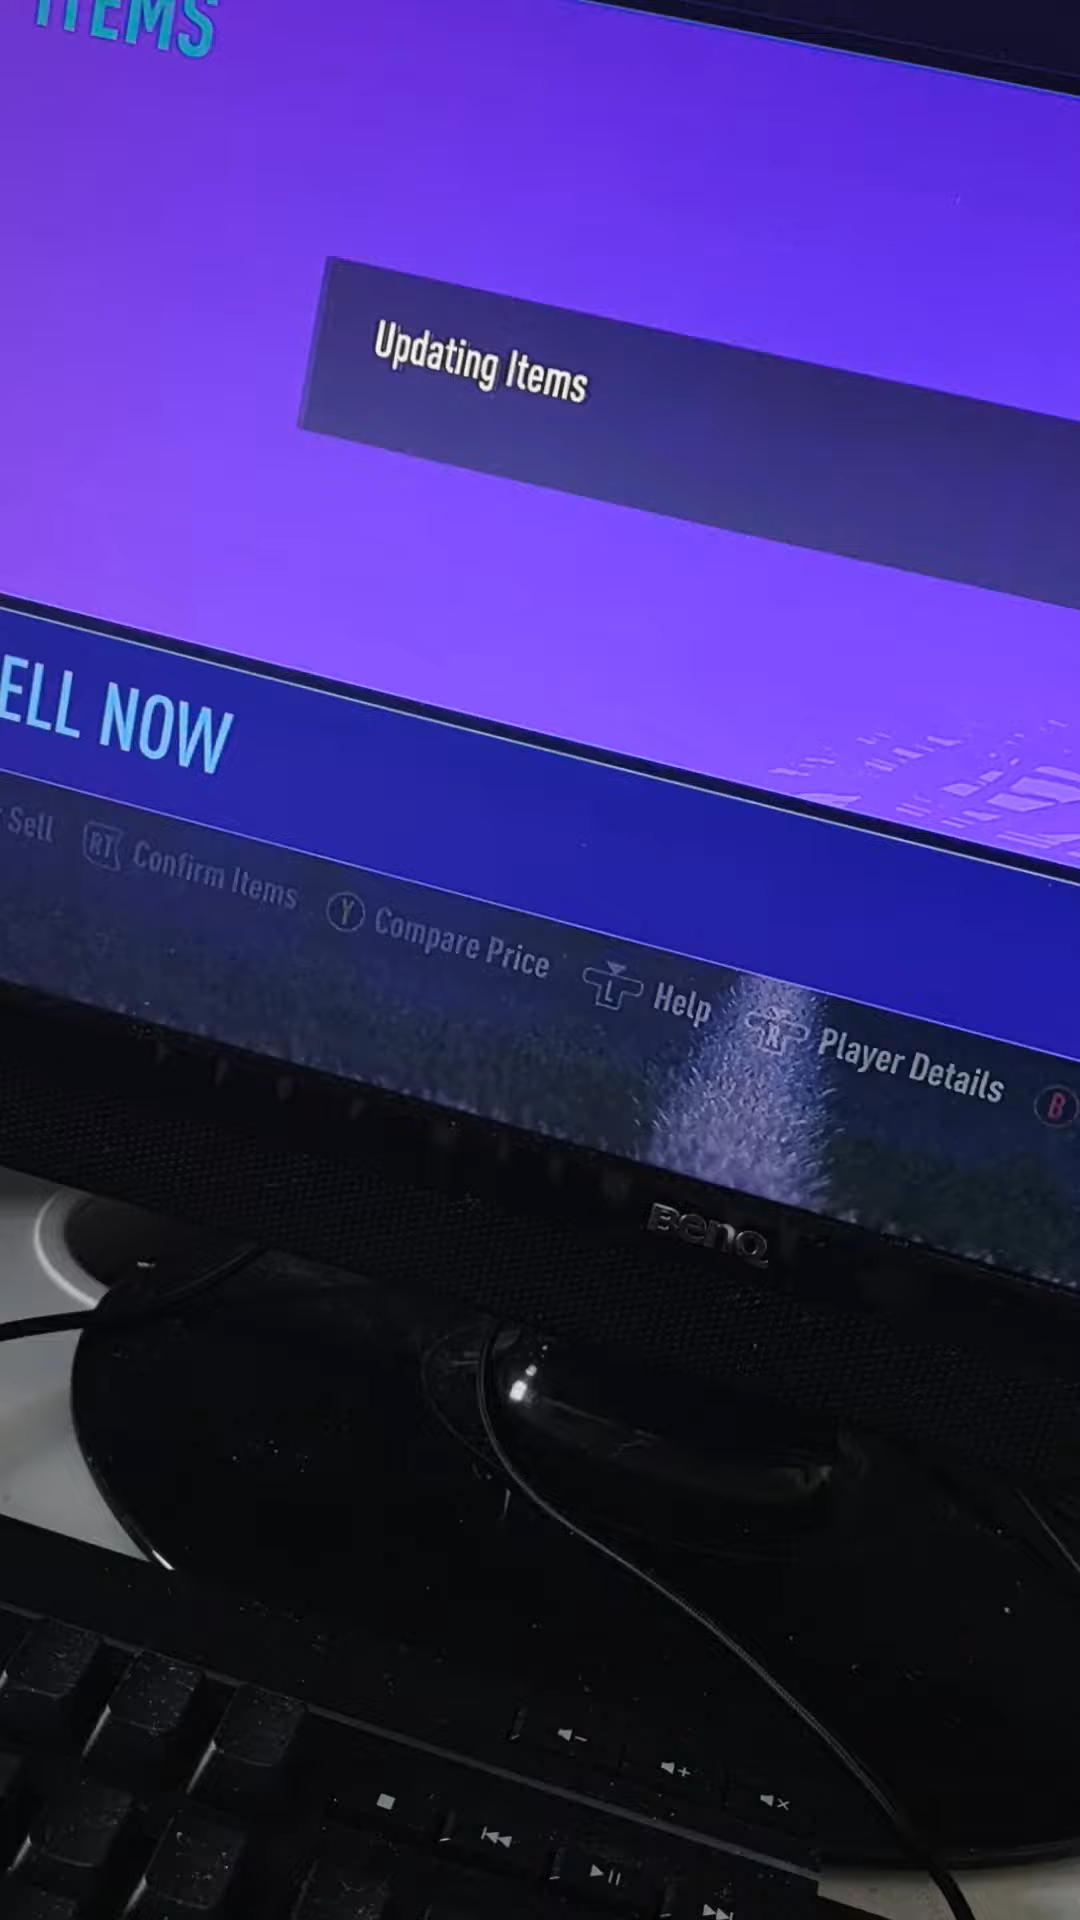 ITEMS
Updating Items
ELL NOW
Sell RT Confirm Items Y Compare Price L Help R Player Details B
BenQ